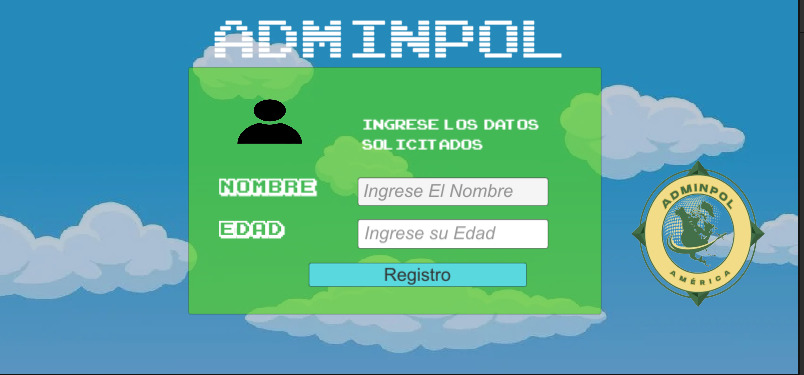 ADMINPOL
INGRESE LOS DATOS
SOLICITADOS
NOMBRE
Ingrese El Nombre
EDAD
Ingrese su Edad
Registro
ADMINPOL
AMÉRICA